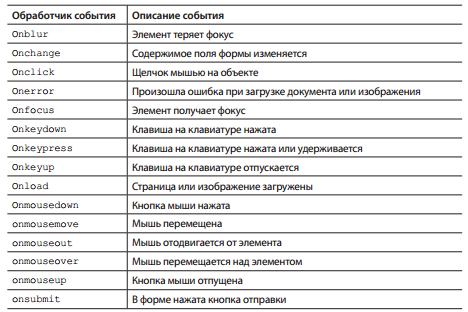 Обработчик события Описание события
Onblur Элемент теряет фокус
Onchange Содержимое поля формы изменяется
Onclick Щелчок мышью на объекте
Onerror Произошла ошибка при загрузке документа или изображения
Onfocus Элемент получает фокус
Onkeydown Клавиша на клавиатуре нажата
Onkeypress Клавиша на клавиатуре нажата или удерживается
Onkeyup Клавиша на клавиатуре отпускается
Onload Страница или изображение загружены
Onmousedown Кнопка мыши нажата
onmousemove Мышь перемещена
onmouseout Мышь отодвигается от элемента
onmouseover Мышь перемещается над элементом
onmouseup Кнопка мыши отпущена
onsubmit В форме нажата кнопка отправки